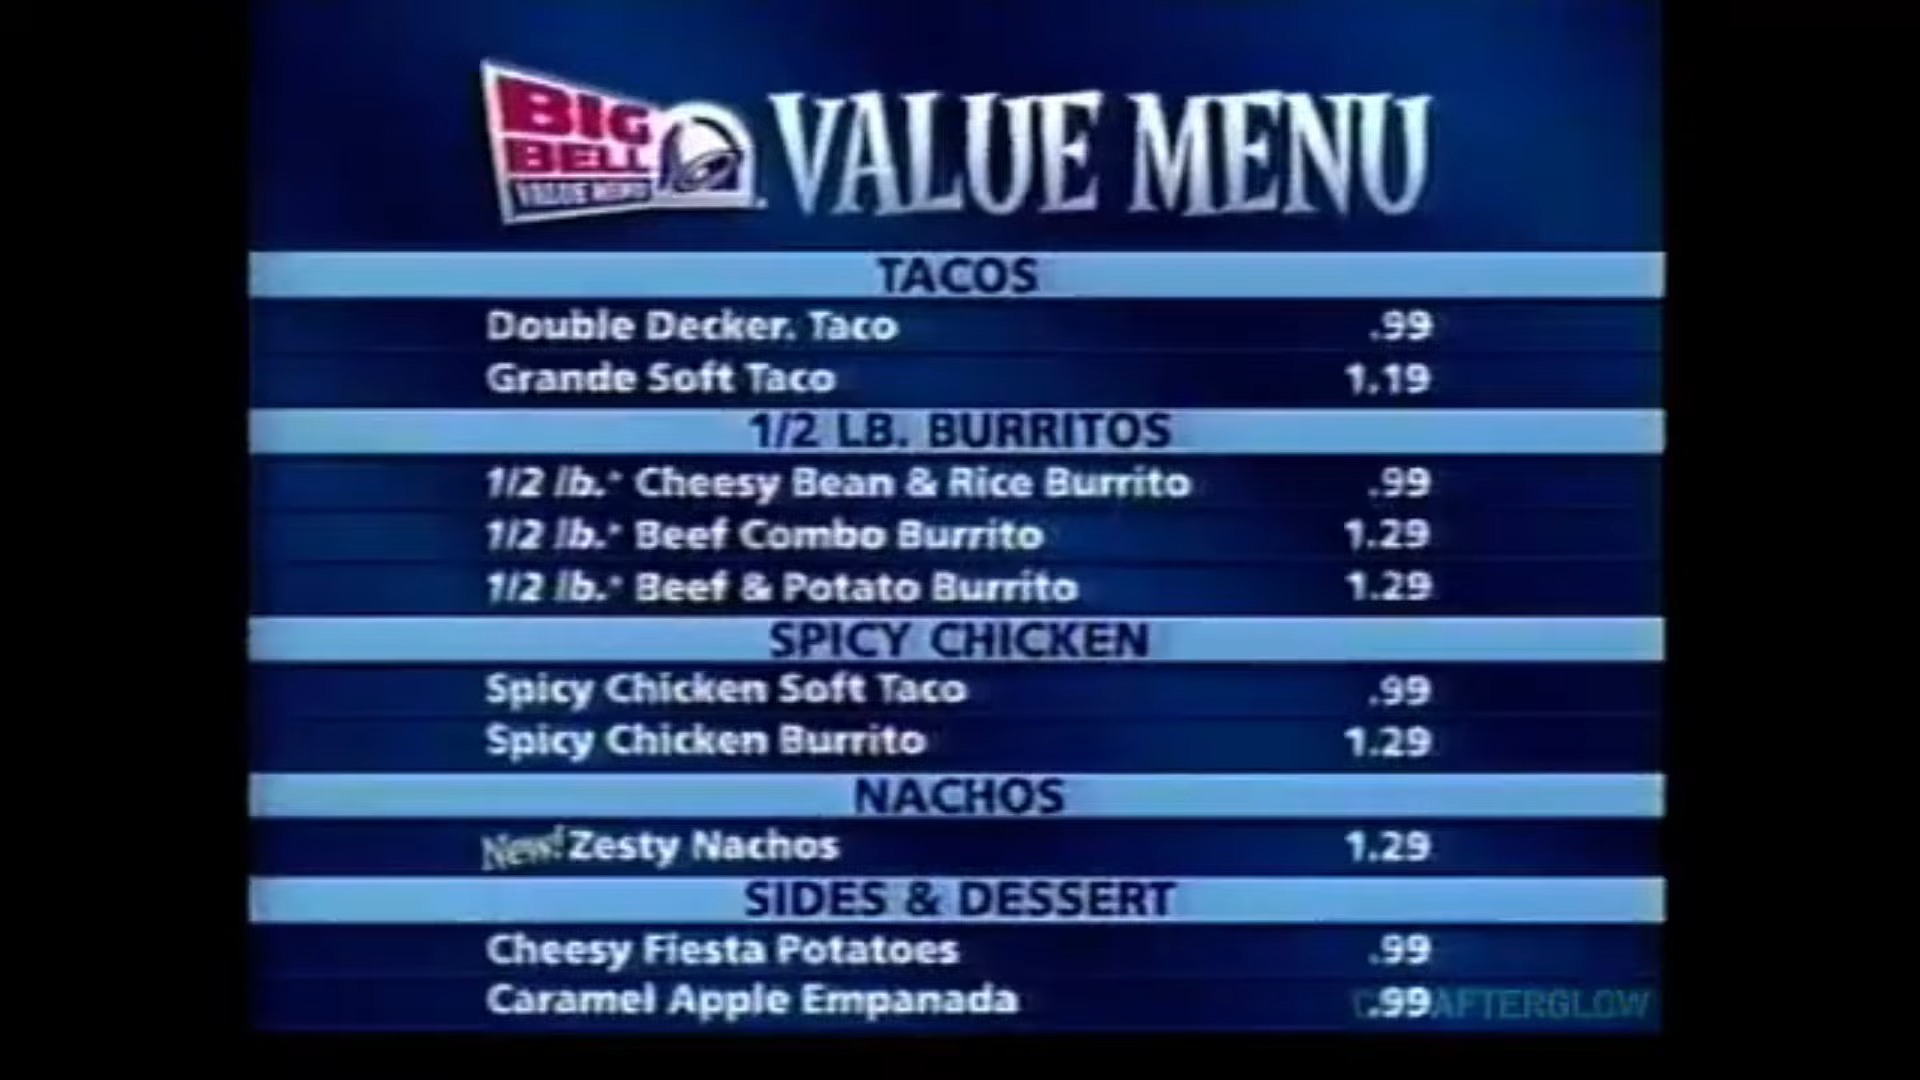 BIG
BELL
VALUE MENU
VALUE MENU
TACOS
Double Decker. Taco .99
Grande Soft Taco 1.19
1/2 LB. BURRITOS
1/2 lb.* Cheesy Bean & Rice Burrito .99
1/2 lb.* Beef Combo Burrito 1.29
1/2 lb.* Beef & Potato Burrito 1.29
SPICY CHICKEN
Spicy Chicken Soft Taco .99
Spicy Chicken Burrito 1.29
NACHOS
New! Zesty Nachos 1.29
SIDES & DESSERT
Cheesy Fiesta Potatoes .99
Caramel Apple Empanada .99
AFTERGLOW